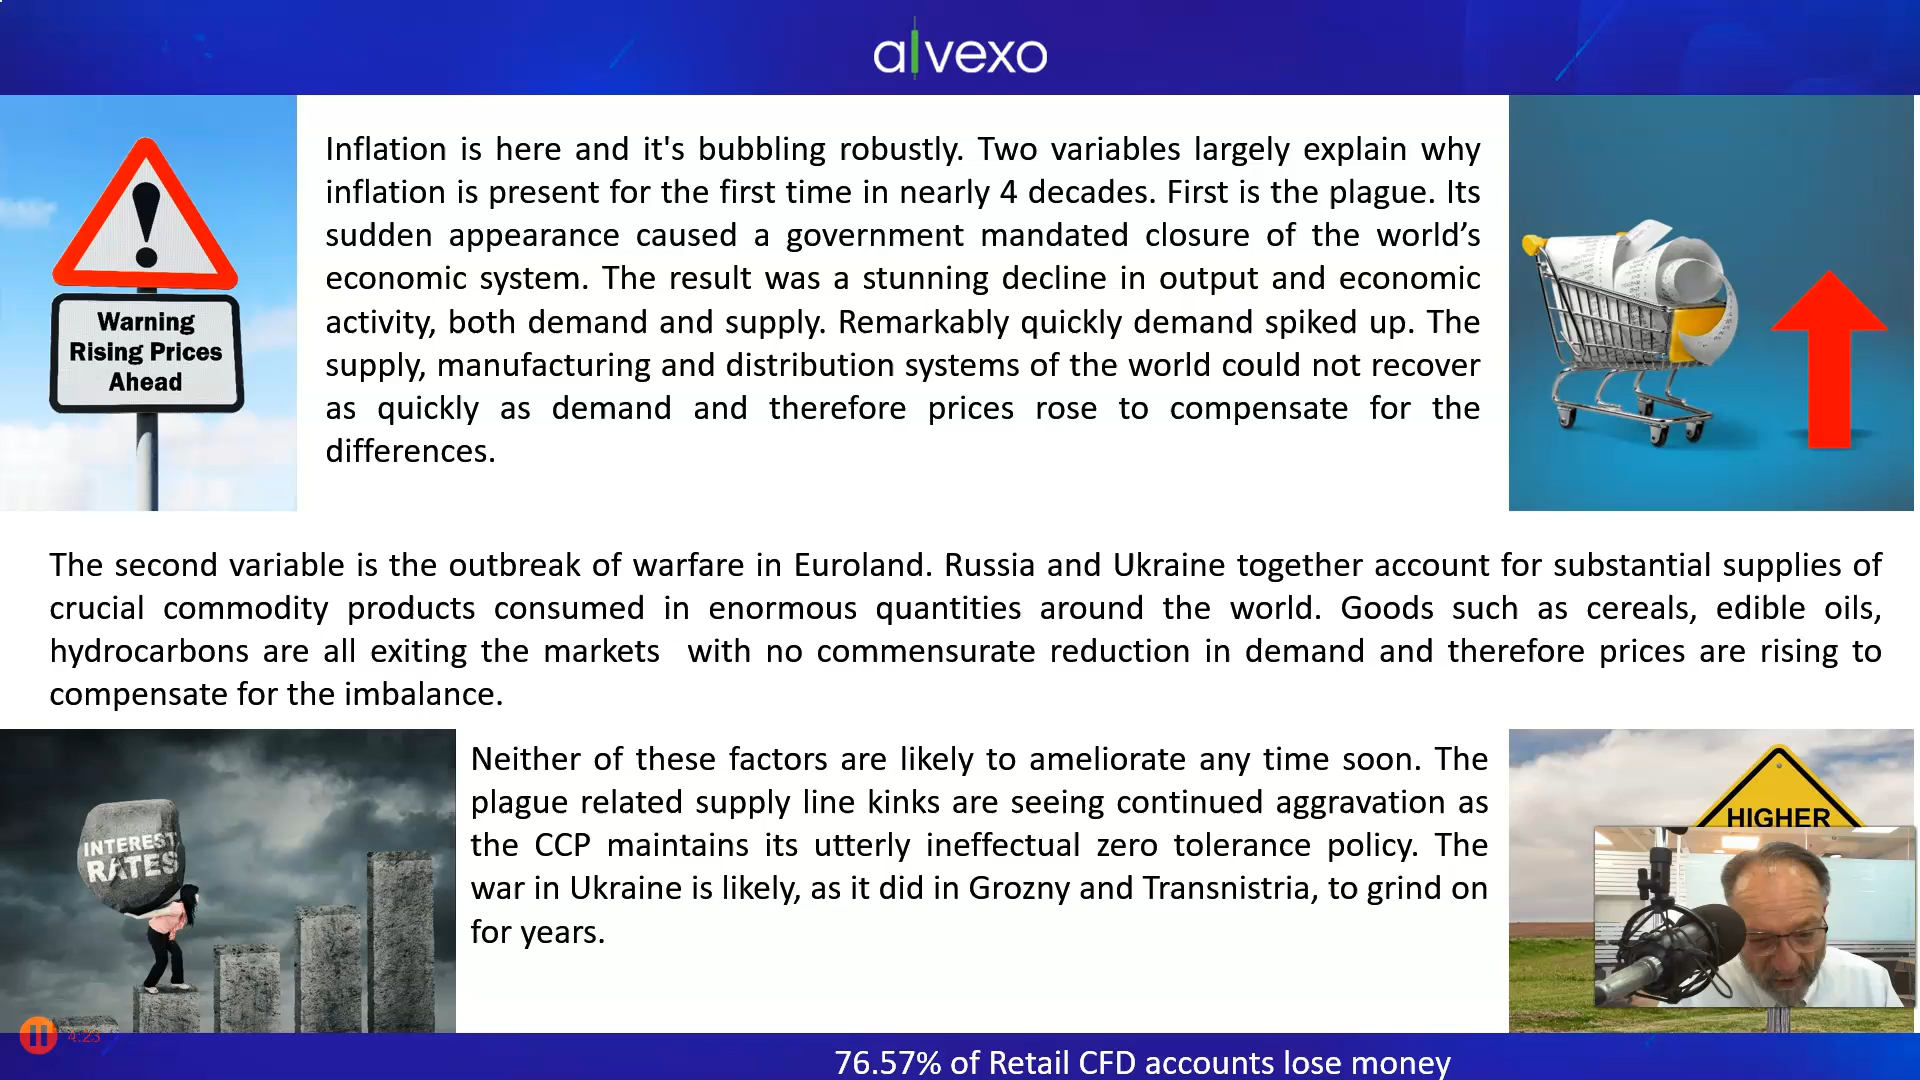 alvexo
Warning
Rising Prices
Ahead
Inflation is here and it's bubbling robustly. Two variables largely explain why
inflation is present for the first time in nearly 4 decades. First is the plague. Its
sudden appearance caused a government mandated closure of the world’s
economic system. The result was a stunning decline in output and economic
activity, both demand and supply. Remarkably quickly demand spiked up. The
supply, manufacturing and distribution systems of the world could not recover
as quickly as demand and therefore prices rose to compensate for the
differences.
The second variable is the outbreak of warfare in Euroland. Russia and Ukraine together account for substantial supplies of
crucial commodity products consumed in enormous quantities around the world. Goods such as cereals, edible oils,
hydrocarbons are all exiting the markets  with no commensurate reduction in demand and therefore prices are rising to
compensate for the imbalance.
INTEREST
RATES
Neither of these factors are likely to ameliorate any time soon. The
plague related supply line kinks are seeing continued aggravation as
the CCP maintains its utterly ineffectual zero tolerance policy. The
war in Ukraine is likely, as it did in Grozny and Transnistria, to grind on
for years.
HIGHER
4:23
76.57% of Retail CFD accounts lose money